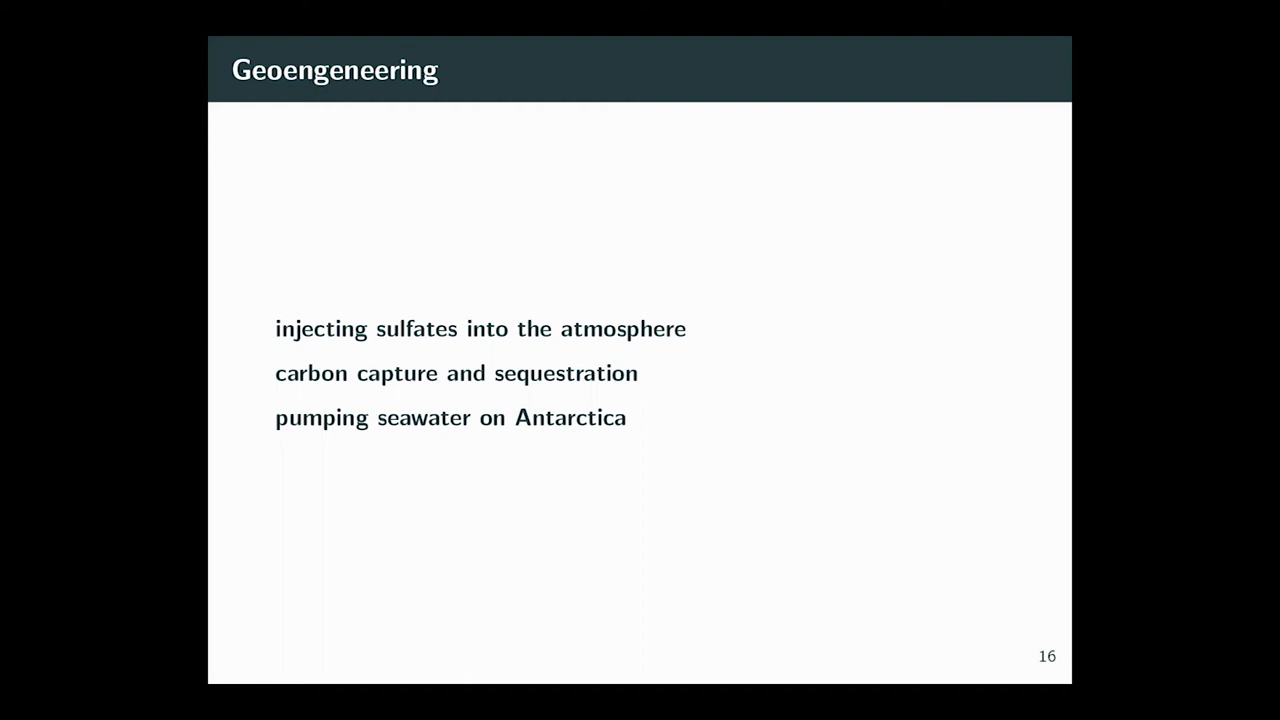 Geoengeneering
injecting sulfates into the atmosphere
carbon capture and sequestration
pumping seawater on Antarctica
16